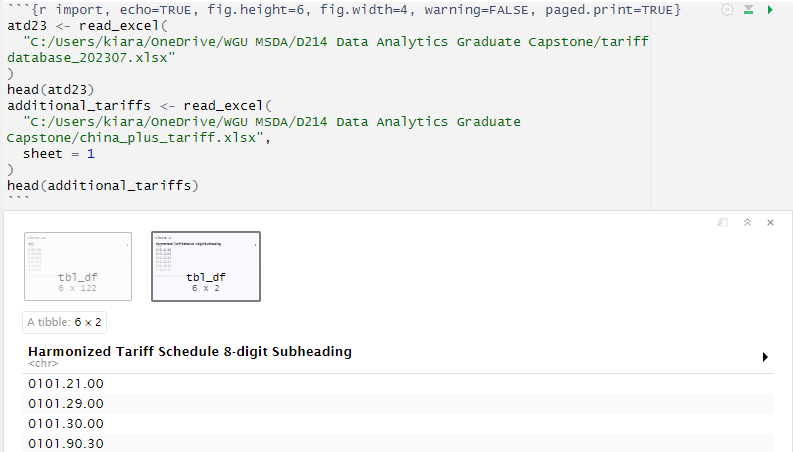 ```{r import, echo=TRUE, fig.height=6, fig.width=4, warning=FALSE, paged.print=TRUE}
atd23 <- read_excel(
"C:/Users/kiara/OneDrive/WGU MSDA/D214 Data Analytics Graduate Capstone/tariff
database_202307.xlsx"
)
head(atd23)
additional_tariffs <- read_excel(
"C:/Users/kiara/OneDrive/WGU MSDA/D214 Data Analytics Graduate
Capstone/china_plus_tariff.xlsx",
sheet = 1
)
head(additional_tariffs)
```
tbl_df
6 x 122
tbl_df
6 x 2
A tibble: 6 × 2
Harmonized Tariff Schedule 8-digit Subheading
<chr>
0101.21.00
0101.29.00
0101.30.00
0101.90.30